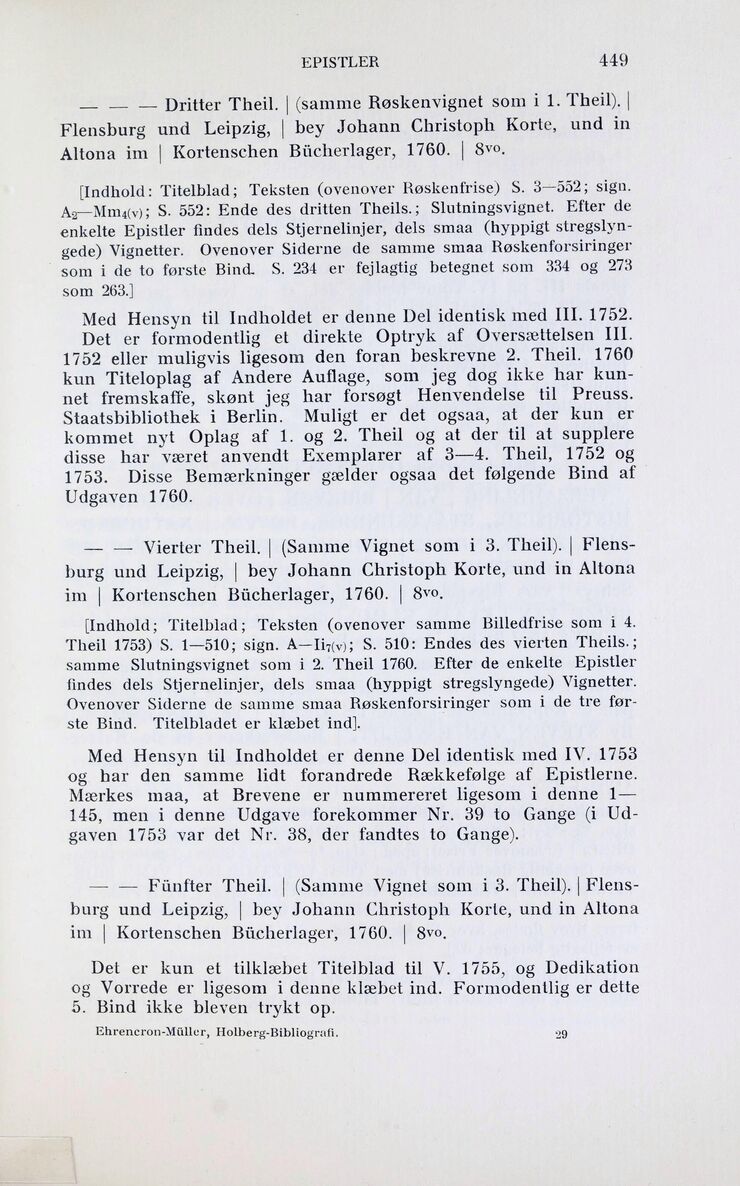 EPISTLER 449
— — — Dritter Theil. | (samme Røskenvignet som i 1. Theil). |
Flensburg und Leipzig, | bey Johann Christoph Korte, und in
Altona im | Kortenschen Bücherlager, 1760. | 8vo.
[Indhold: Titelblad; Teksten (ovenover Røskenfrise) S. 3—552; sign.
A2—Mm4(v); S. 552: Ende des dritten Theils.; Slutningsvignet. Efter de
enkelte Epistler findes dels Stjernelinjer, dels smaa (hyppigt stregslyn-
gede) Vignetter. Ovenover Siderne de samme smaa Røskenforsiringer
som i de to første Bind. S. 234 er fejlagtig betegnet som 334 og 273
som 263.]
Med Hensyn til Indholdet er denne Del identisk med III. 1752.
Det er formodentlig et direkte Optryk af Oversættelsen III.
1752 eller muligvis ligesom den foran beskrevne 2. Theil. 1760
kun Titeloplag af Andere Auflage, som jeg dog ikke har kun-
net fremskaffe, skønt jeg har forsøgt Henvendelse til Preuss.
Staatsbibliothek i Berlin. Muligt er det ogsaa, at der kun er
kommet nyt Oplag af 1. og 2. Theil og at der til at supplere
disse har været anvendt Exemplarer af 3—4. Theil, 1752 og
1753. Disse Bemærkninger gælder ogsaa det følgende Bind af
Udgaven 1760.
— — Vierter Theil. | (Samme Vignet som i 3. Theil). | Flens-
burg und Leipzig, | bey Johann Christoph Korte, und in Altona
im | Kortenschen Bücherlager, 1760. | 8vo.
[Indhold; Titelblad; Teksten (ovenover samme Billedfrise som i 4.
Theil 1753) S. 1—510; sign. A—Ii7(v); S. 510: Endes des vierten Theils.;
samme Slutningsvignet som i 2. Theil 1760. Efter de enkelte Epistler
findes dels Stjernelinjer, dels smaa (hyppigt stregslyngede) Vignetter.
Ovenover Siderne de samme smaa Røskenforsiringer som i de tre før-
ste Bind. Titelbladet er klæbet ind].
Med Hensyn til Indholdet er denne Del identisk med IV. 1753
og har den samme lidt forandrede Rækkefølge af Epistlerne.
Mærkes maa, at Brevene er nummereret ligesom i denne 1—
145, men i denne Udgave forekommer Nr. 39 to Gange (i Ud-
gaven 1753 var det Nr. 38, der fandtes to Gange).
— — Fünfter Theil. | (Samme Vignet som i 3. Theil). | Flens-
burg und Leipzig, | bey Johann Christoph Korte, und in Altona
im | Kortenschen Bücherlager, 1760. | 8vo.
Det er kun et tilklæbet Titelblad til V. 1755, og Dedikation
og Vorrede er ligesom i denne klæbet ind. Formodentlig er dette
5. Bind ikke bleven trykt op.
Ehrencron-Müller, Holberg-Bibliografi. 29